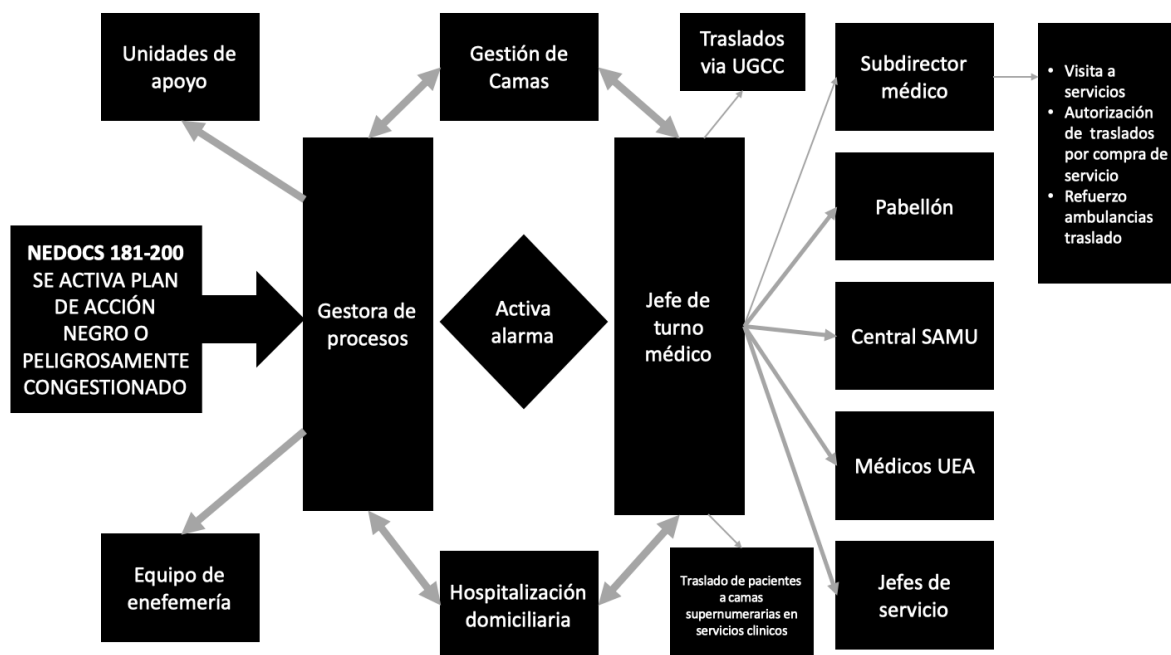 Unidades de
apoyo
Gestión de
Camas
Traslados
via UGCC
Subdirector
médico
• Visita a
servicios
• Autorización
de traslados
por compra de
servicio
• Refuerzo
ambulancias
traslado
NEDOCS 181-200
SE ACTIVA PLAN
DE ACCIÓN
NEGRO O
PELIGROSAMENTE
CONGESTIONADO
Gestora de
procesos
Activa
alarma
Jefe de
turno
médico
Pabellón
Central SAMU
Médicos UEA
Jefes de
servicio
Equipo de
enefemería
Hospitalización
domiciliaria
Traslado de pacientes
a camas
supernumerarias en
servicios clinicos